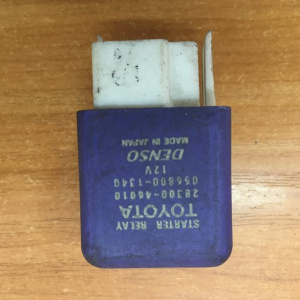 STARTER RELAY
TOYOTA
28300-46010
056800-1340
12V
DENSO
MADE IN JAPAN